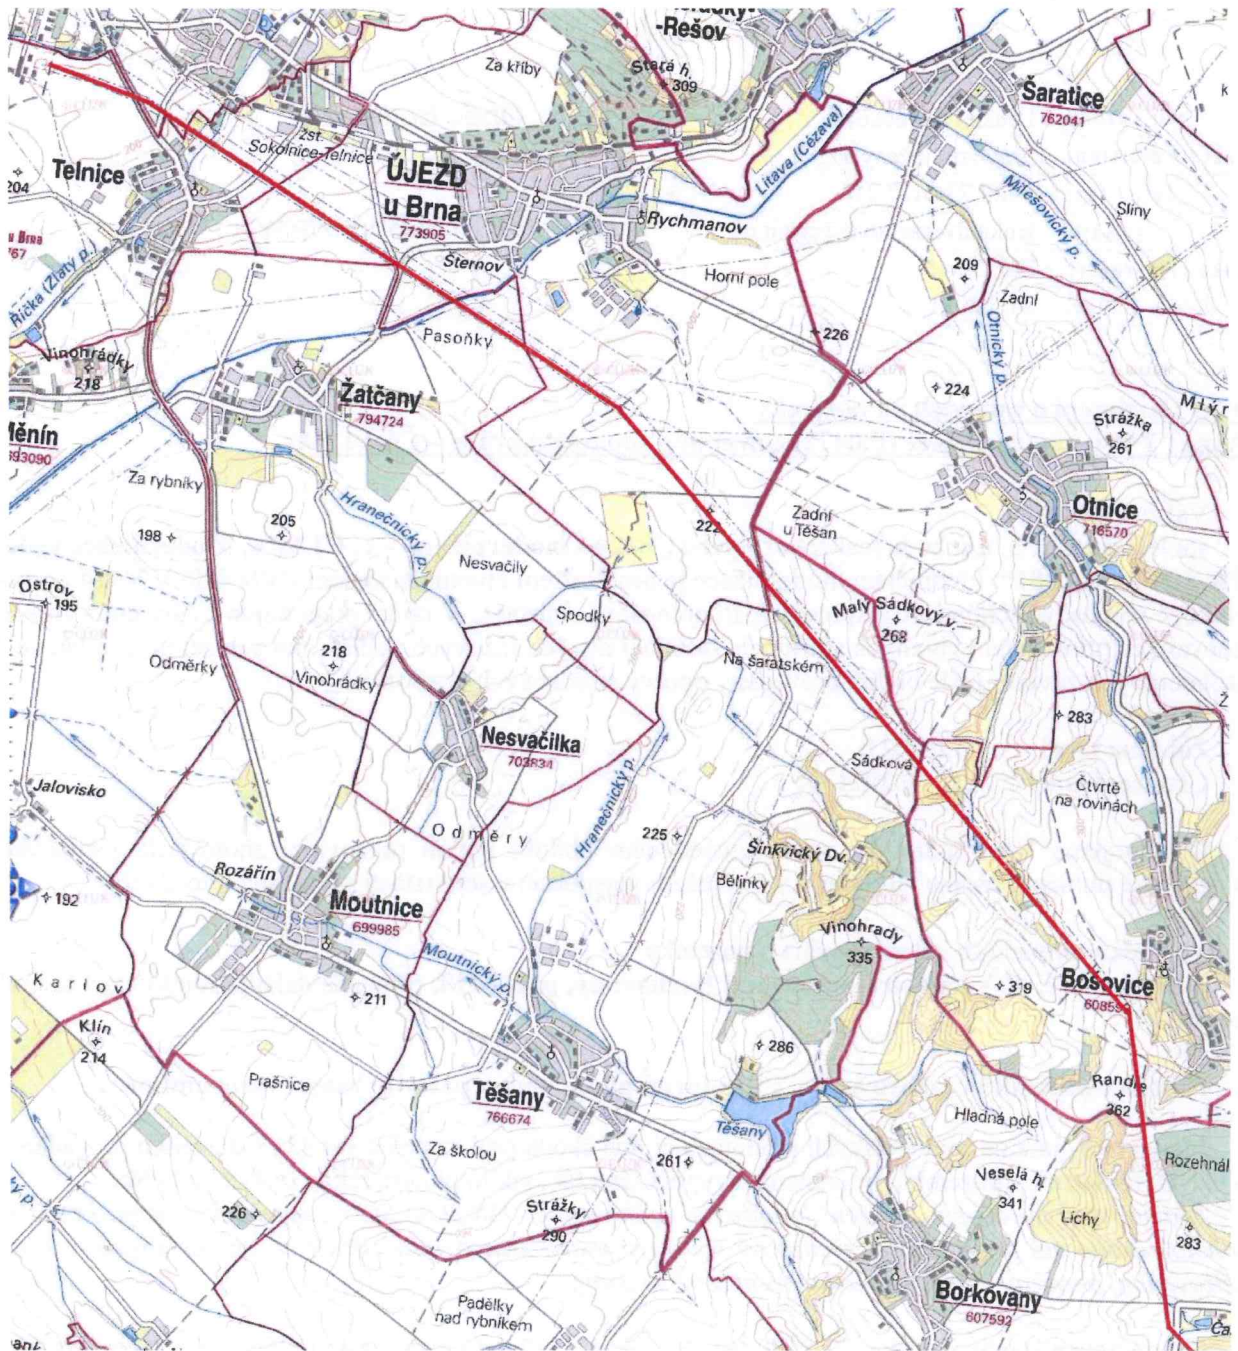 -Rešov
Za kříby
Stará h.
309
Šaratice
762041
zst.
Sokolnice-Telnice
Telnice
204
ÚJEZD
u Brna
773905
Litava (Cézava)
Rychmanov
Milešovický p.
Slíny
Šternov
Horní pole
209
Zadní
Říčka (Zlatý p.)
Otnický p.
Pasoňky
226
Vinohrádky
218
Žatčany
794724
224
Strážka
261
Měnín
693090
Za rybníky
Hranečnický p.
205
198
222
Zadní
u Těšan
Otnice
716570
Nesvačily
Ostrov
195
Spodky
Malý Sádkový v.
268
Odměrky
218
Vinohrádky
Na šaratském
283
Nesvačilka
703834
Sádková
Čtvrtě
na rovinách
Jalovisko
Hranečnický p.
Odměry
225
Šinkvický Dv.
Bělinky
Rozářín
192
Moutnice
699985
Vinohrady
335
Moutnický p.
Karlov
211
319
Bošovice
Klín
214
286
Prašnice
Randle
362
Těšany
766674
Těšany
Hladná pole
Za školou
261
Veselá h.
341
Líchy
226
Strážky
290
283
Padělky
nad rybníkem
Borkovany
607592